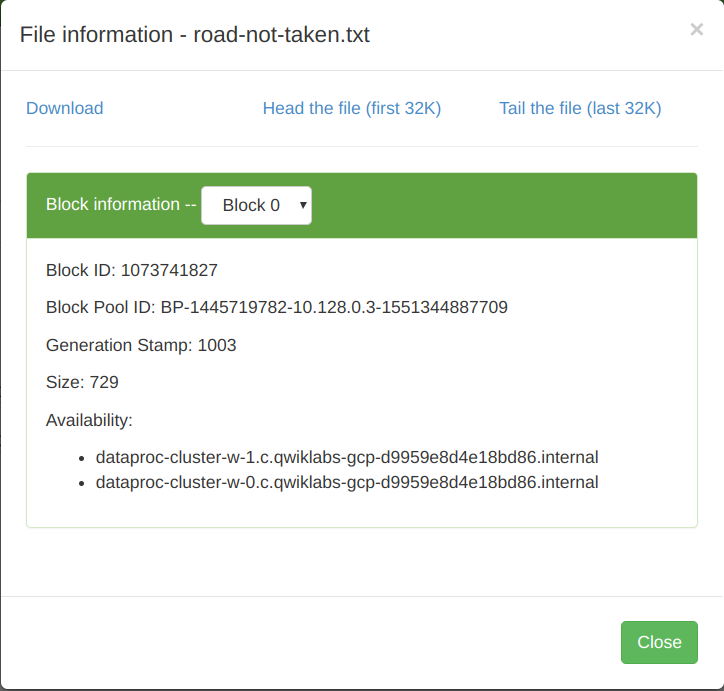 File information - road-not-taken.txt
×
Download Head the file (first 32K) Tail the file (last 32K)
Block information -- Block 0
Block ID: 1073741827
Block Pool ID: BP-1445719782-10.128.0.3-1551344887709
Generation Stamp: 1003
Size: 729
Availability:
dataproc-cluster-w-1.c.qwiklabs-gcp-d9959e8d4e18bd86.internal
dataproc-cluster-w-0.c.qwiklabs-gcp-d9959e8d4e18bd86.internal
Close